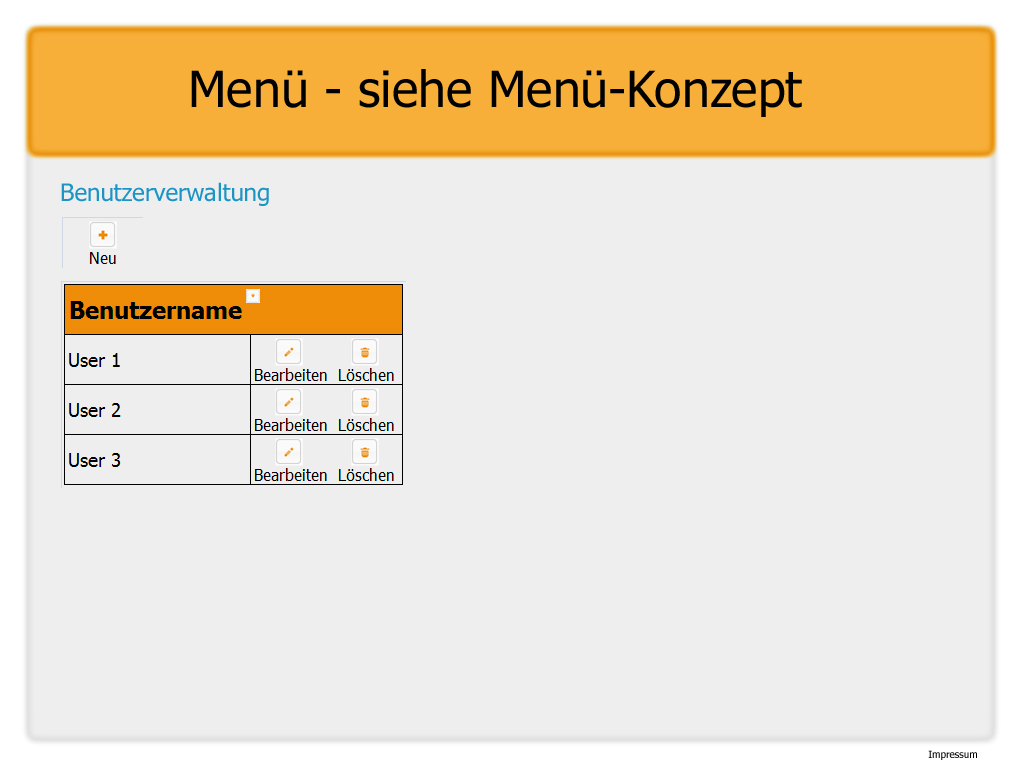 Menü - siehe Menü-Konzept
Benutzerverwaltung
Neu
Benutzername
User 1
Bearbeiten Löschen
User 2
Bearbeiten Löschen
User 3
Bearbeiten Löschen
Impressum